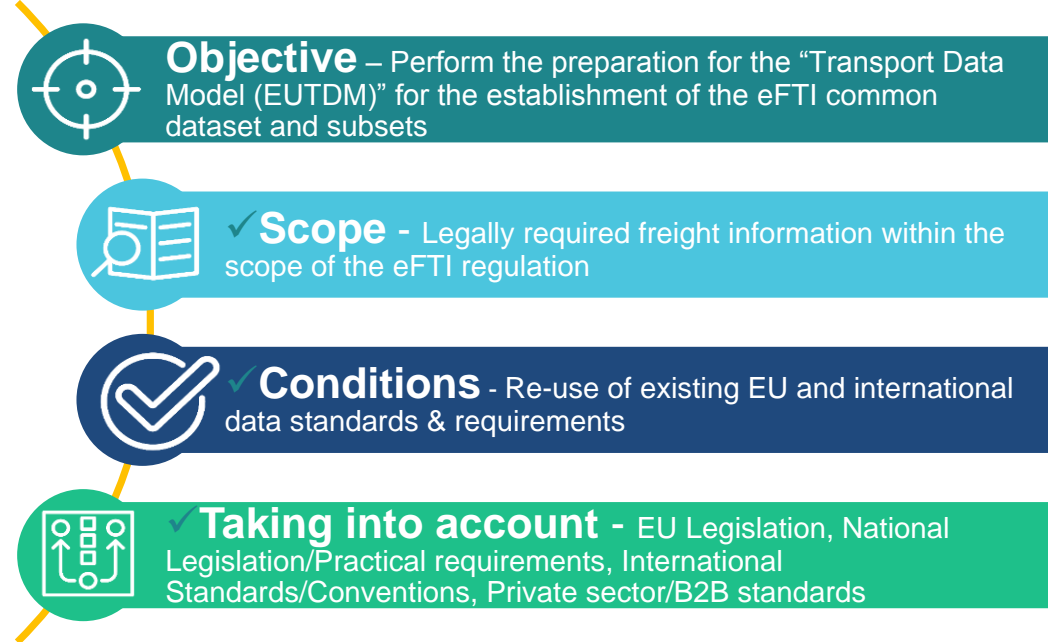 Objective – Perform the preparation for the “Transport Data
Model (EUTDM)” for the establishment of the eFTI common
dataset and subsets
✓Scope - Legally required freight information within the
scope of the eFTI regulation
✓Conditions - Re-use of existing EU and international
data standards & requirements
✓Taking into account - EU Legislation, National
Legislation/Practical requirements, International
Standards/Conventions, Private sector/B2B standards